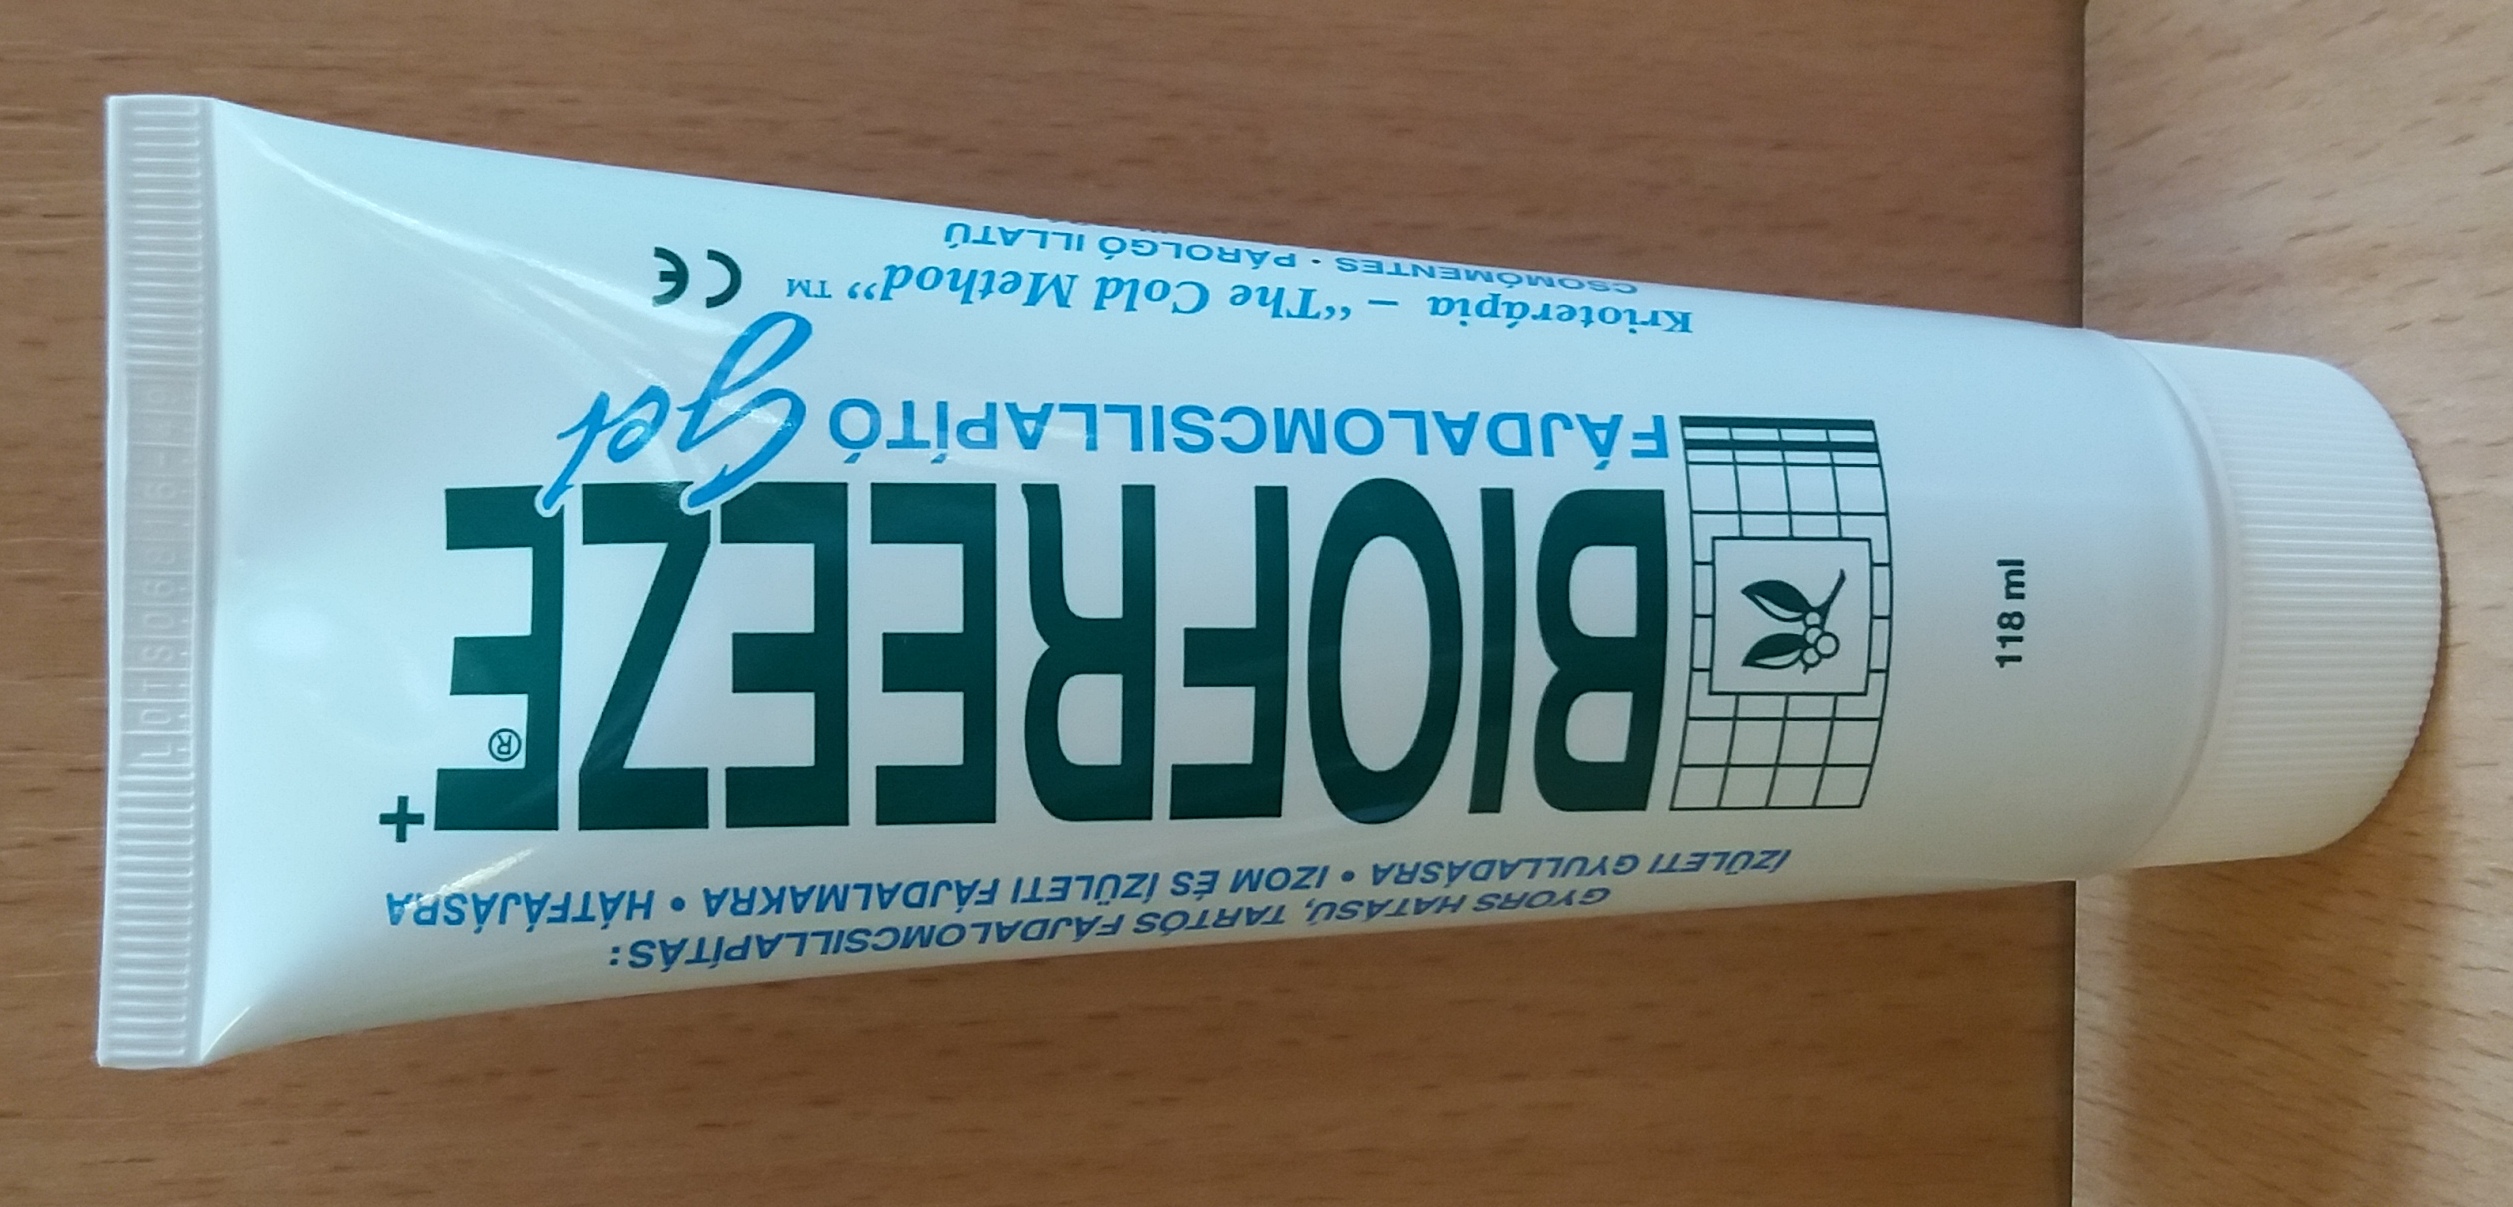 GYORS HATÁSÚ, TARTÓS FÁJDALOMCSILLAPÍTÁS:
ÍZÜLETI GYULLADÁSRA • IZOM ÉS ÍZÜLETI FÁJDALMAKRA • HÁTFÁJÁSRA
BIOFREEZE® +
FÁJDALOMCSILLAPÍTÓ Gel
Krioterápia – “The Cold Method” ™ CE
CSOMÓMENTES • PÁROLGÓ ILLATÚ
118 ml